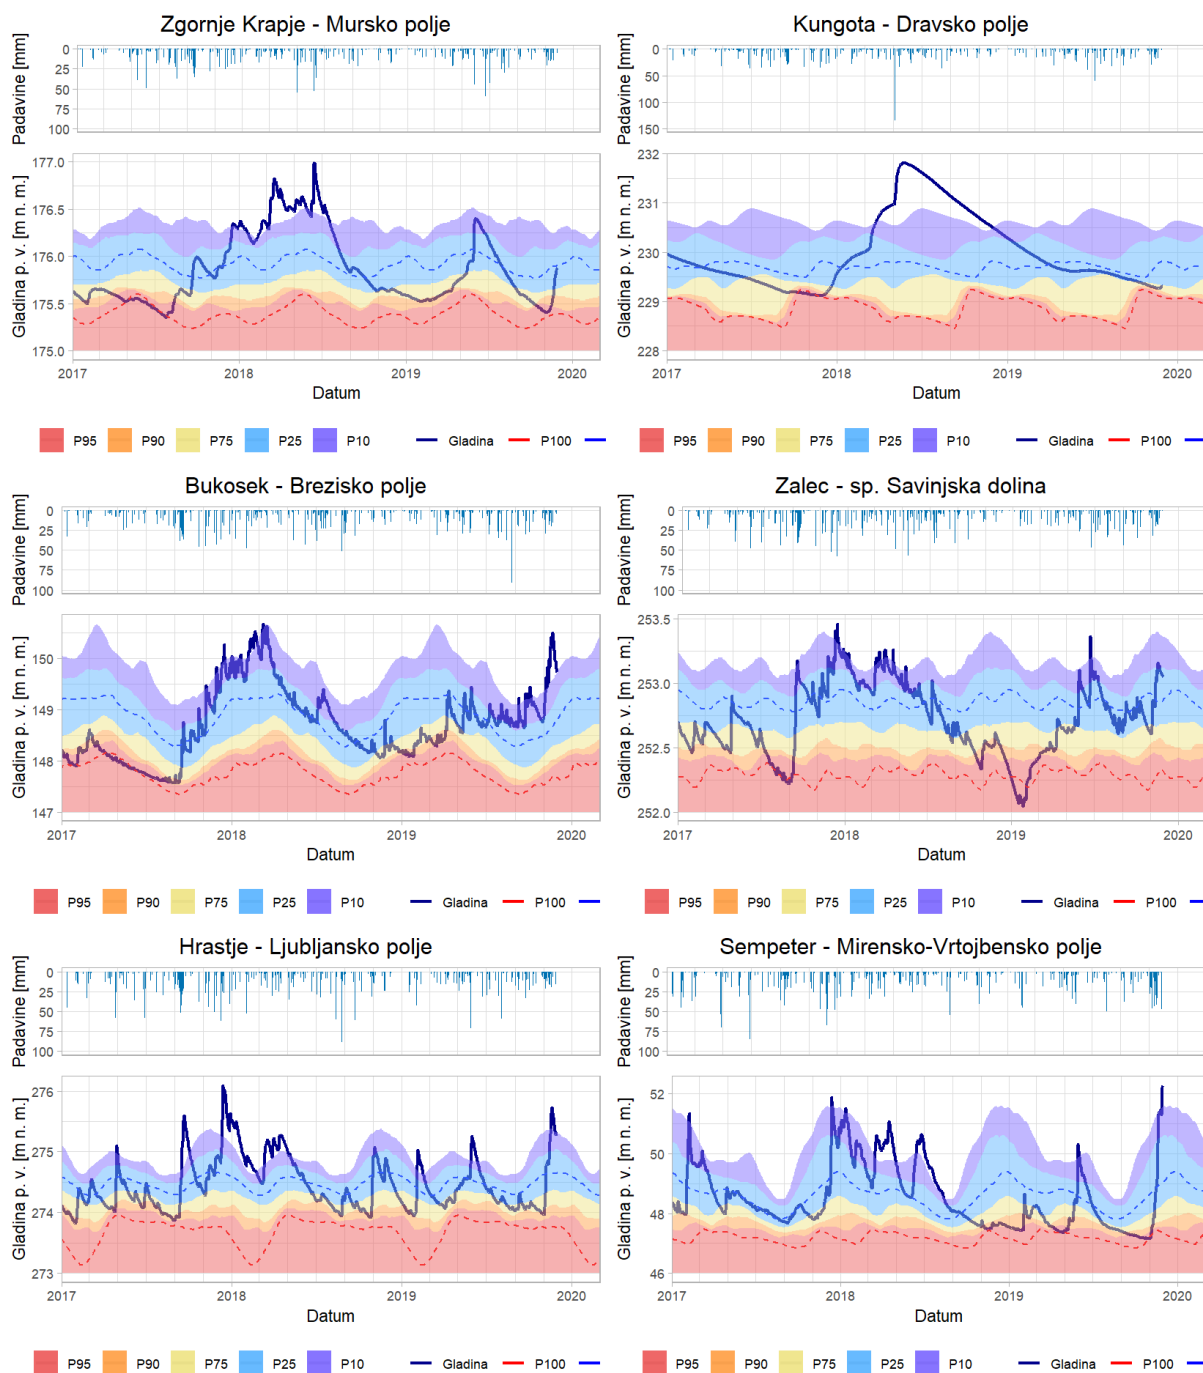 Zgornje Krapje - Mursko polje
Padavine [mm]
0
25
50
75
100
Gladina p. v. [m n. m.]
177.0
176.5
176.0
175.5
175.0
2017 2018 2019 2020
Datum
P95 P90 P75 P25 P10 Gladina P100
Kungota - Dravsko polje
Padavine [mm]
0
50
100
150
Gladina p. v. [m n. m.]
232
231
230
229
228
2017 2018 2019 2020
Datum
P95 P90 P75 P25 P10 Gladina P100
Bukosek - Brezisko polje
Padavine [mm]
0
25
50
75
100
Gladina p. v. [m n. m.]
150
149
148
147
2017 2018 2019 2020
Datum
P95 P90 P75 P25 P10 Gladina P100
Zalec - sp. Savinjska dolina
Padavine [mm]
0
25
50
75
100
Gladina p. v. [m n. m.]
253.5
253.0
252.5
252.0
2017 2018 2019 2020
Datum
P95 P90 P75 P25 P10 Gladina P100
Hrastje - Ljubljansko polje
Padavine [mm]
0
25
50
75
100
Gladina p. v. [m n. m.]
276
275
274
273
2017 2018 2019 2020
Datum
P95 P90 P75 P25 P10 Gladina P100
Sempeter - Mirensko-Vrtojbensko polje
Padavine [mm]
0
25
50
75
100
Gladina p. v. [m n. m.]
52
50
48
46
2017 2018 2019 2020
Datum
P95 P90 P75 P25 P10 Gladina P100